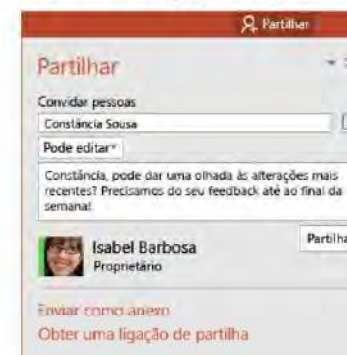 Partilhar
Partilhar
Convidar pessoas
Constância Sousa
Pode editar
Constância, pode dar uma olhada às alterações mais
recentes? Precisamos do seu feedback até ao final da
semana!
Isabel Barbosa
Proprietário
Partilha
Enviar como anexo
Obter uma ligação de partilha